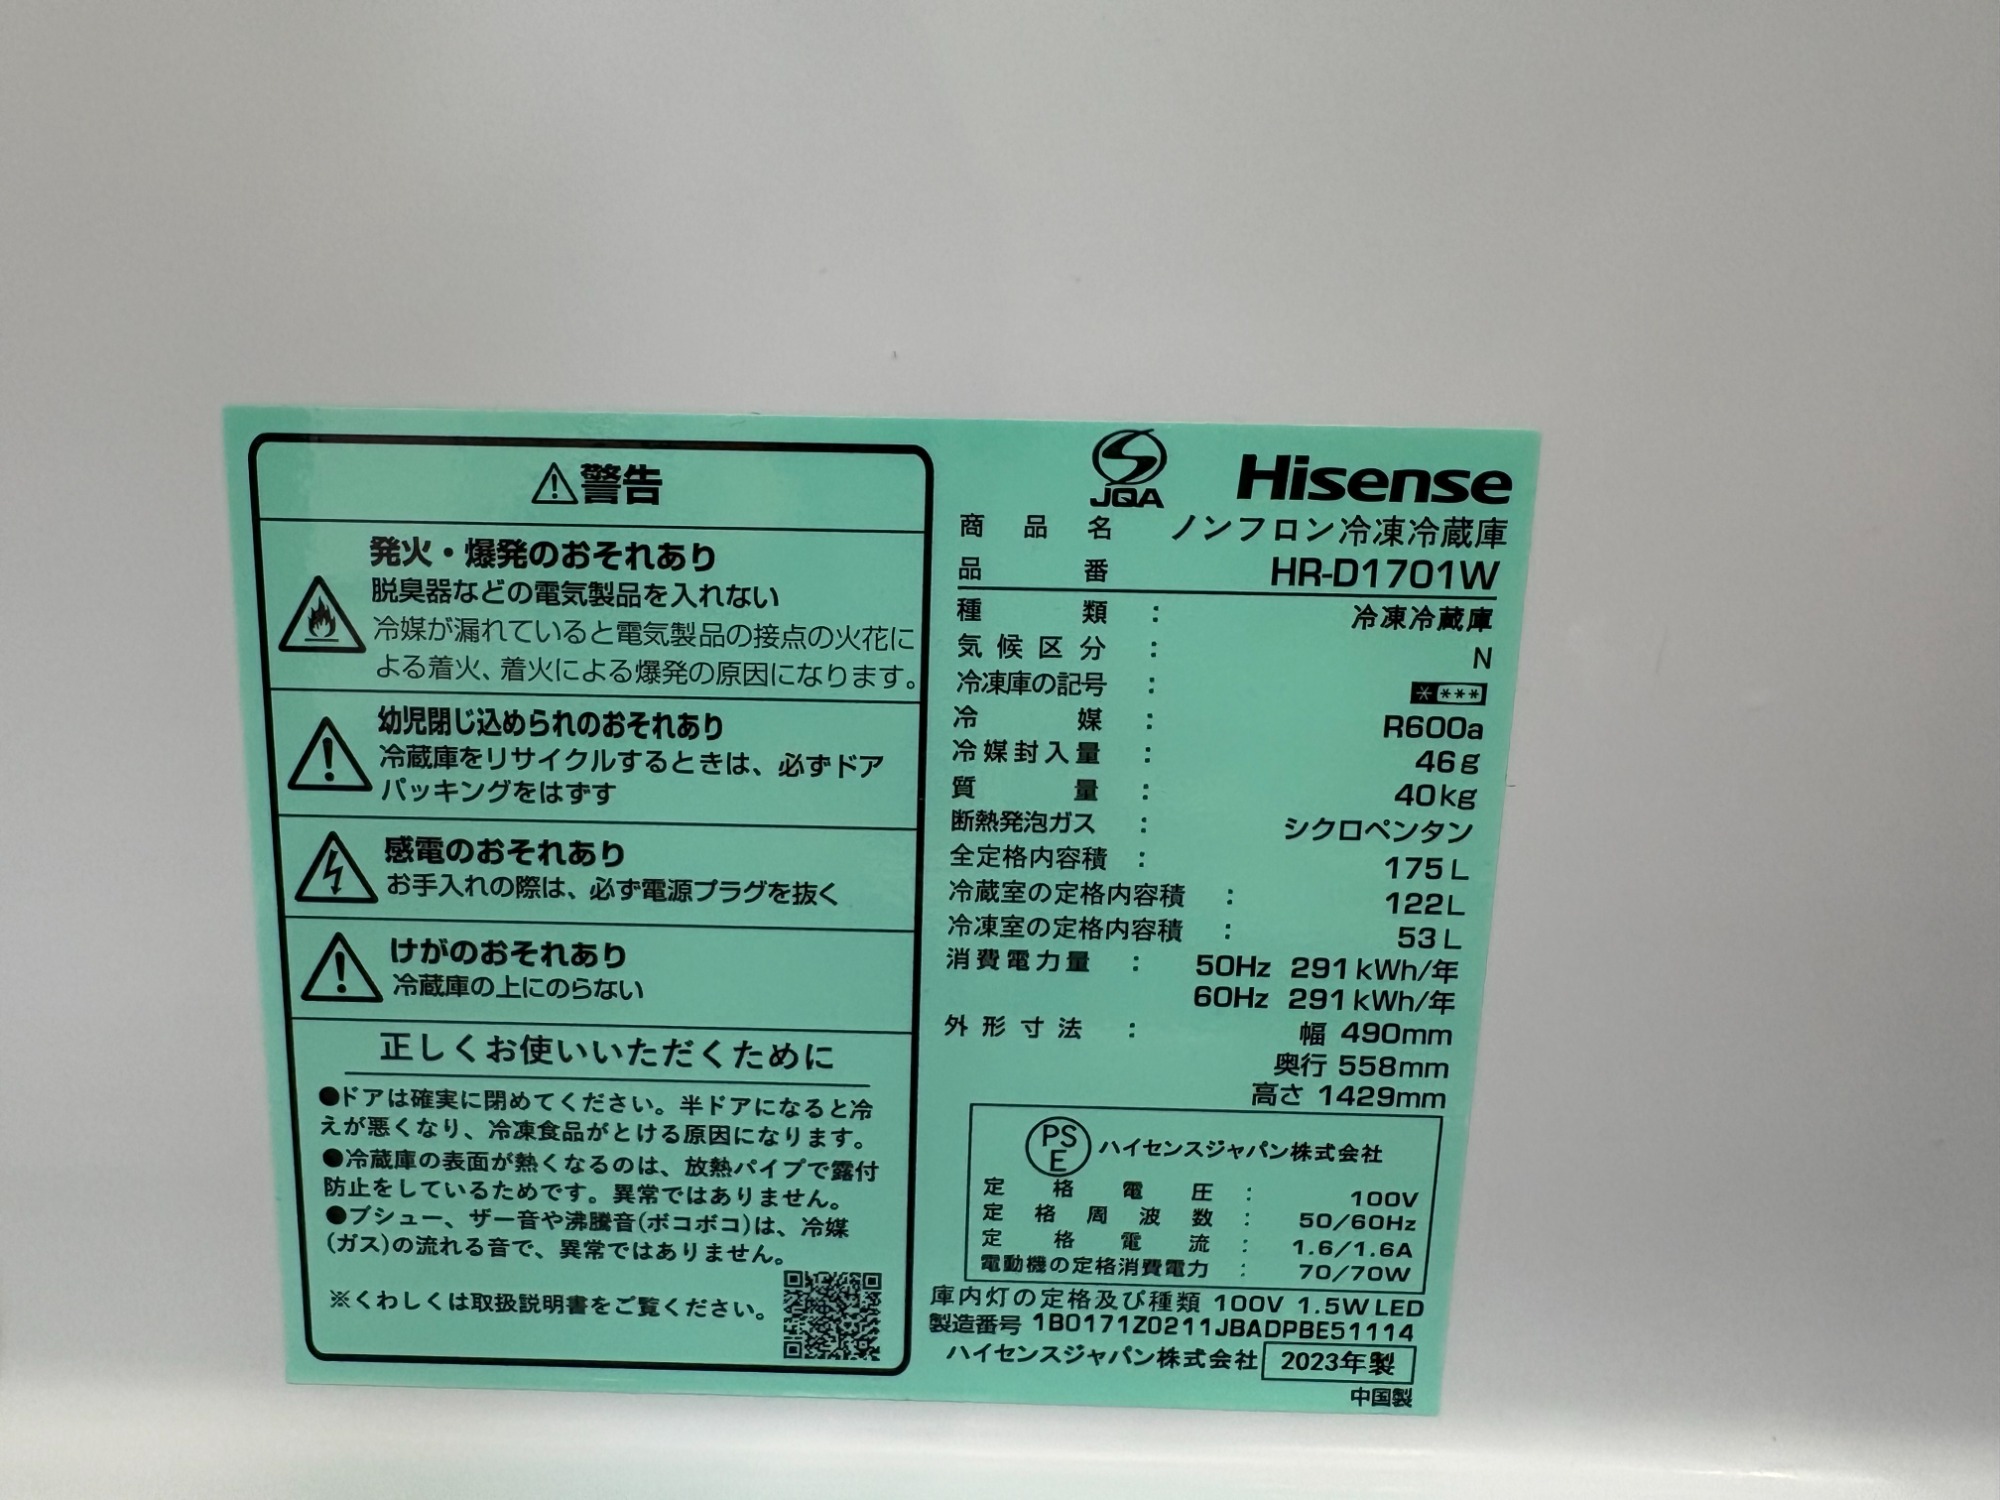 警告
発火・爆発のおそれあり
脱臭器などの電気製品を入れない
冷媒が漏れていると電気製品の接点の火花に
よる着火、着火による爆発の原因になります。
幼児閉じ込められのおそれあり
冷蔵庫をリサイクルするときは、必ずドア
パッキングをはずす
感電のおそれあり
お手入れの際は、必ず電源プラグを抜く
けがのおそれあり
冷蔵庫の上にのらない
正しくお使いいただくために
●ドアは確実に閉めてください。半ドアになると冷
えが悪くなり、冷凍食品がとける原因になります。
●冷蔵庫の表面が熱くなるのは、放熱パイプで露付
防止をしているためです。異常ではありません。
●プシュー、ザー音や沸騰音(ボコボコ)は、冷媒
(ガス)の流れる音で、異常ではありません。
※くわしくは取扱説明書をご覧ください。
JQA Hisense
商品名 ノンフロン冷凍冷蔵庫
品番 HR-D1701W
種類 : 冷凍冷蔵庫
気候区分 : N
冷凍庫の記号 : ****
冷媒 : R600a
冷媒封入量 : 46g
質量 : 40kg
断熱発泡ガス : シクロペンタン
全定格内容積 : 175L
冷蔵室の定格内容積 : 122L
冷凍室の定格内容積 : 53L
消費電力量 : 50Hz 291kWh/年
60Hz 291kWh/年
外形寸法 : 幅 490mm
奥行 558mm
高さ 1429mm
PSE ハイセンスジャパン株式会社
定格電圧 : 100V
定格周波数 : 50/60Hz
定格電流 : 1.6/1.6A
電動機の定格消費電力 : 70/70W
庫内灯の定格及び種類 100V 1.5W LED
製造番号 1B0171Z0211JBADPBE51114
ハイセンスジャパン株式会社 2023年製
中国製